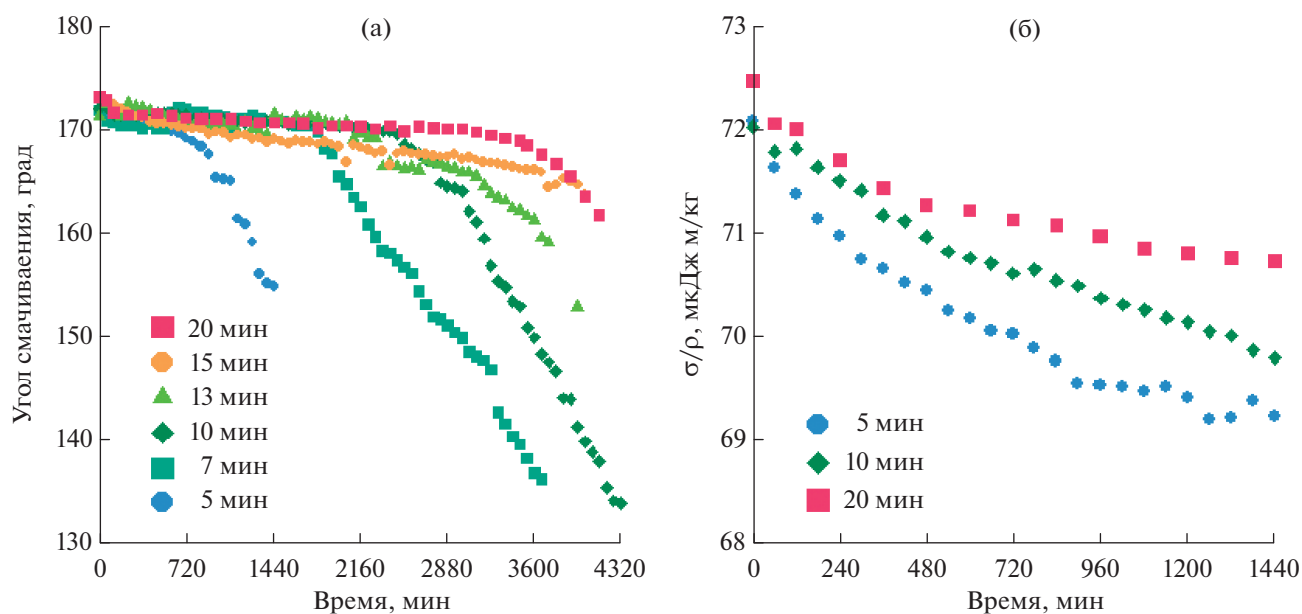 (а)
180
170
160
150
140
130
Угол смачиваения, град
20 мин
15 мин
13 мин
10 мин
7 мин
5 мин
0 720 1440 2160 2880 3600 4320
Время, мин
(б)
73
72
71
70
69
68
σ/ρ, мкДж м/кг
5 мин
10 мин
20 мин
0 240 480 720 960 1200 1440
Время, мин